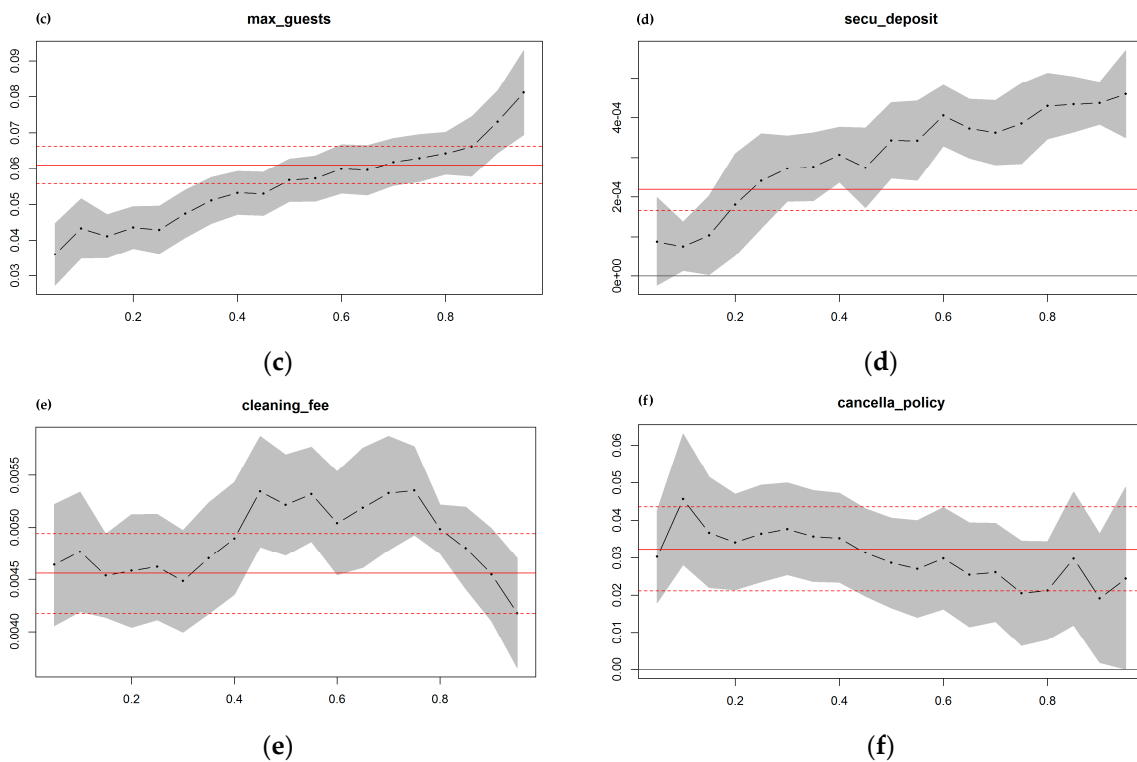 (c) max_guests
0.09
0.08
0.07
0.06
0.05
0.04
0.03
0.2 0.4 0.6 0.8
(c)
(d) secu_deposit
4e-04
2e-04
0e+00
0.2 0.4 0.6 0.8
(d)
(e) cleaning_fee
0.0055
0.0050
0.0045
0.0040
0.2 0.4 0.6 0.8
(e)
(f) cancella_policy
0.06
0.05
0.04
0.03
0.02
0.01
0.00
0.2 0.4 0.6 0.8
(f)